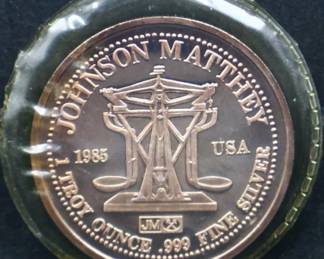 JOHNSON MATTHEY
1985 USA
JM
1 TROY OUNCE .999 FINE SILVER